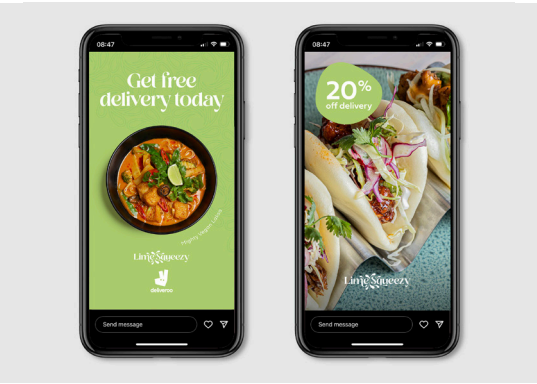 08:47
Get free
delivery today
Mighty Vegan Laksa
Lime Squeezy
deliveroo
Send message
08:47
20%
off delivery
Lime Squeezy
Send message